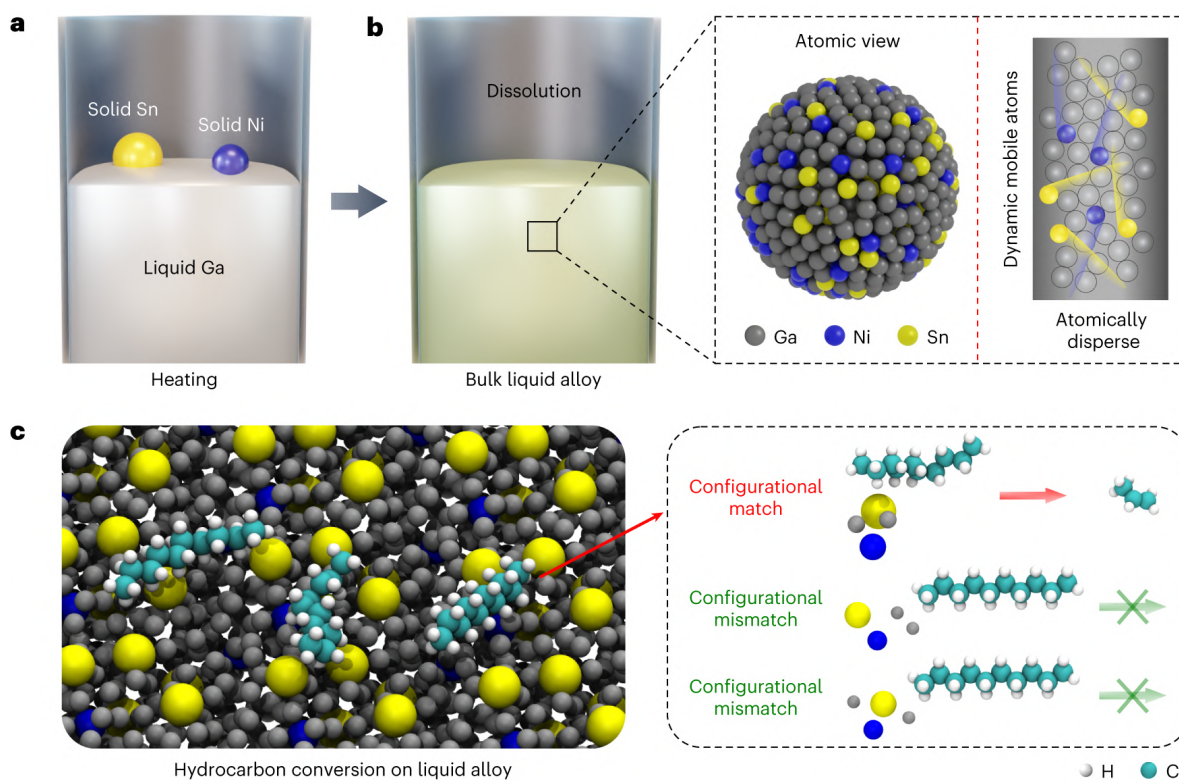 a
Solid Sn
Solid Ni
Liquid Ga
Heating
b
Dissolution
Bulk liquid alloy
Atomic view
Ga
Ni
Sn
Dynamic mobile atoms
Atomically
disperse
c
Hydrocarbon conversion on liquid alloy
Configurational
match
Configurational
mismatch
Configurational
mismatch
H
C